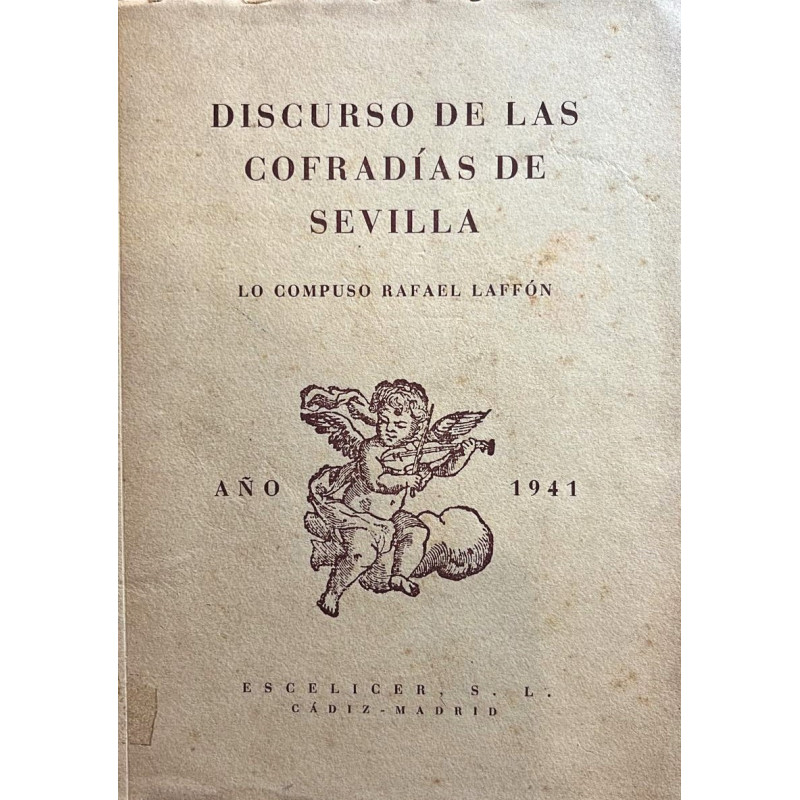 DISCURSO DE LAS
COFRADÍAS DE
SEVILLA
LO COMPUSO RAFAEL LAFFÓN
AÑO 1941
ESCELICER, S. L.
CÁDIZ-MADRID